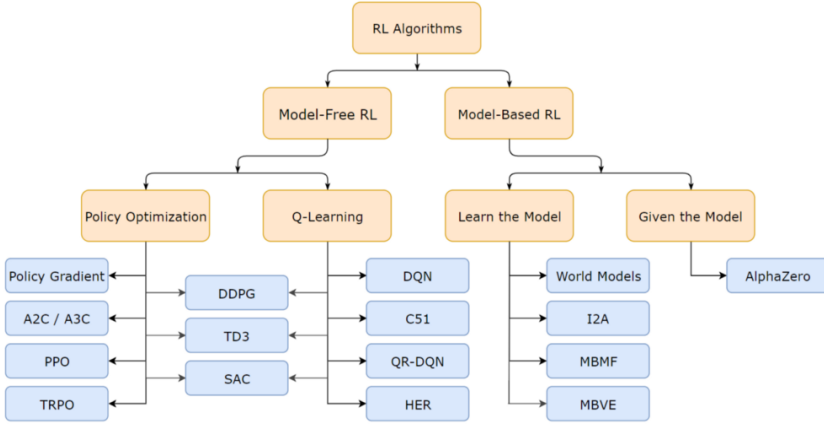 RL Algorithms
Model-Free RL
Model-Based RL
Policy Optimization
Q-Learning
Learn the Model
Given the Model
Policy Gradient
A2C / A3C
PPO
TRPO
DDPG
TD3
SAC
DQN
C51
QR-DQN
HER
World Models
I2A
MBMF
MBVE
AlphaZero